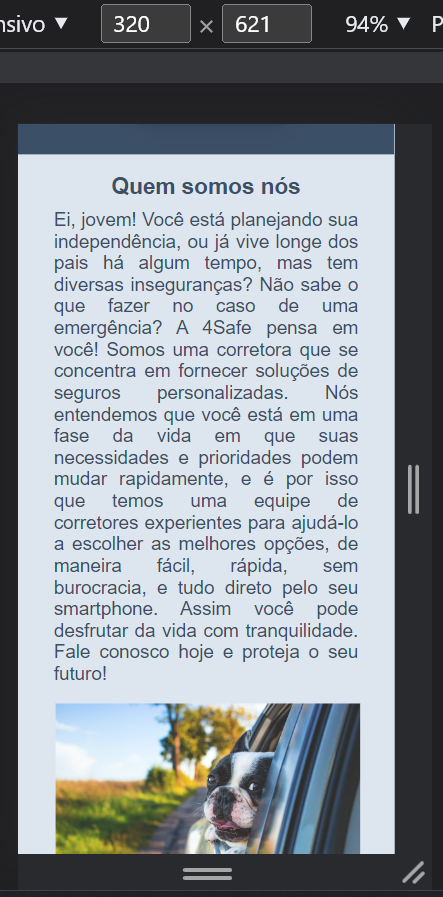 nsivo ▼ 320 × 621 94% ▼ P
Quem somos nós
Ei, jovem! Você está planejando sua
independência, ou já vive longe dos
pais há algum tempo, mas tem
diversas inseguranças? Não sabe o
que fazer no caso de uma
emergência? A 4Safe pensa em
você! Somos uma corretora que se
concentra em fornecer soluções de
seguros personalizadas. Nós
entendemos que você está em uma
fase da vida em que suas
necessidades e prioridades podem
mudar rapidamente, e é por isso
que temos uma equipe de
corretores experientes para ajudá-lo
a escolher as melhores opções, de
maneira fácil, rápida, sem
burocracia, e tudo direto pelo seu
smartphone. Assim você pode
desfrutar da vida com tranquilidade.
Fale conosco hoje e proteja o seu
futuro!